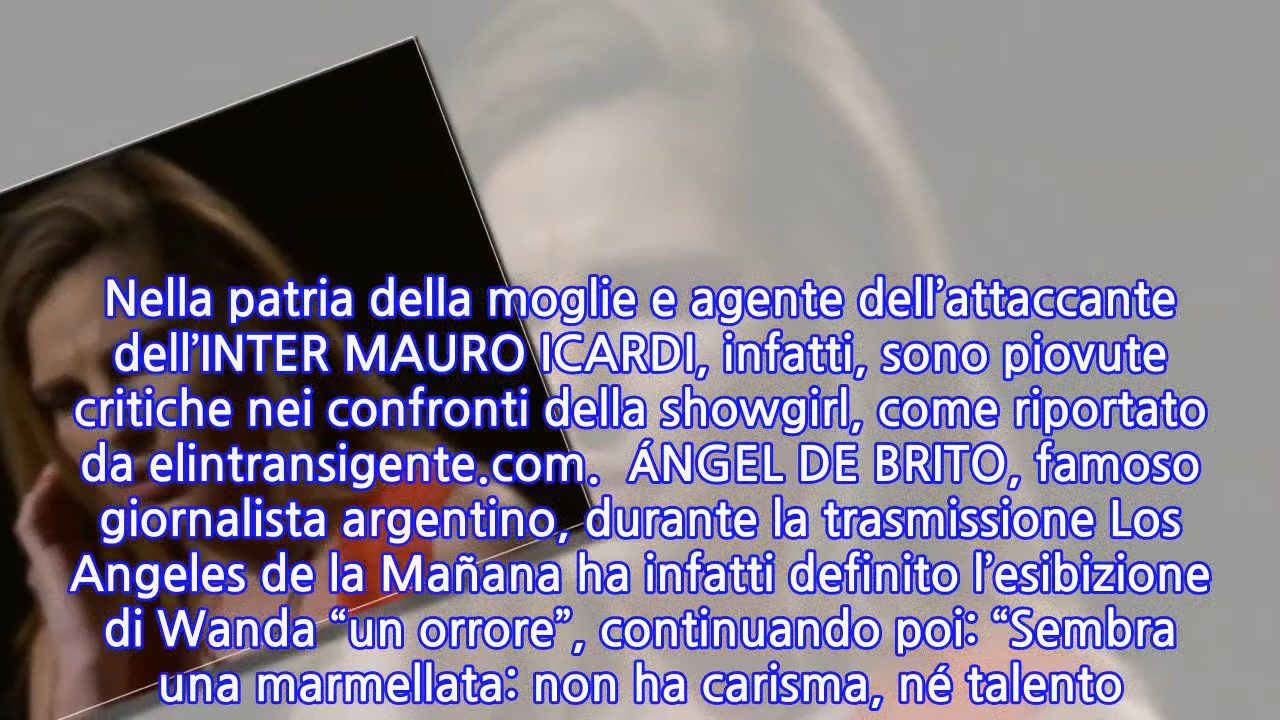 Nella patria della moglie e agente dell’attaccante
dell’INTER MAURO ICARDI, infatti, sono piovute
critiche nei confronti della showgirl, come riportato
da elintransigente.com.  ÁNGEL DE BRITO, famoso
giornalista argentino, durante la trasmissione Los
Angeles de la Mañana ha infatti definito l’esibizione
di Wanda “un orrore”, continuando poi: “Sembra
una marmellata: non ha carisma, né talento